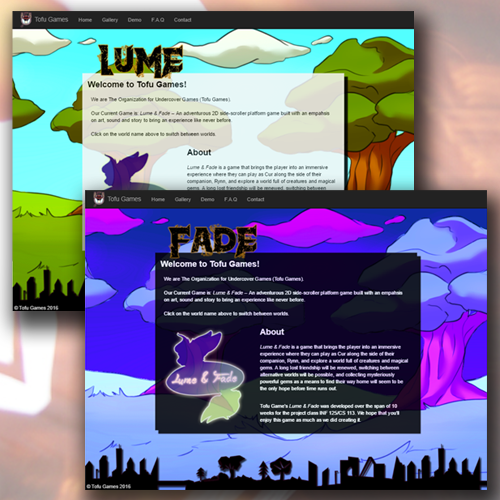 Tofu Games Home Gallery Demo F.A.Q Contact
LUME
Welcome to Tofu Games!
We are The Organization for Undercover Games (Tofu Games).
Our Current Game is: Lume & Fade – An adventurous 2D side-scroller platform game built with an empahsis
on art, sound and story to bring an experience like never before.
Click on the world name above to switch between worlds.
About
Lume & Fade is a game that brings the player into an immersive
experience where they can play as Cur along the side of their
companion, Rynn, and explore a world full of creatures and magical
gems. A long lost friendship will be renewed, switching between
© Tofu Games 2016
Tofu Games Home Gallery Demo F.A.Q Contact
FADE
Welcome to Tofu Games!
We are The Organization for Undercover Games (Tofu Games).
Our Current Game is: Lume & Fade – An adventurous 2D side-scroller platform game built with an empahsis
on art, sound and story to bring an experience like never before.
Click on the world name above to switch between worlds.
About
Lume & Fade is a game that brings the player into an immersive
experience where they can play as Cur along the side of their
companion, Rynn, and explore a world full of creatures and magical
gems. A long lost friendship will be renewed, switching between
alternative worlds will be possible, and collecting mysteriously
powerful gems as a means to find their way home will seem to be
the only hope before time runs out.
Lume & Fade
Tofu Game's Lume & Fade was developed over the span of 10
weeks for the project class INF 125/CS 113. We hope that you'll
enjoy this game as much as we did creating it.
© Tofu Games 2016